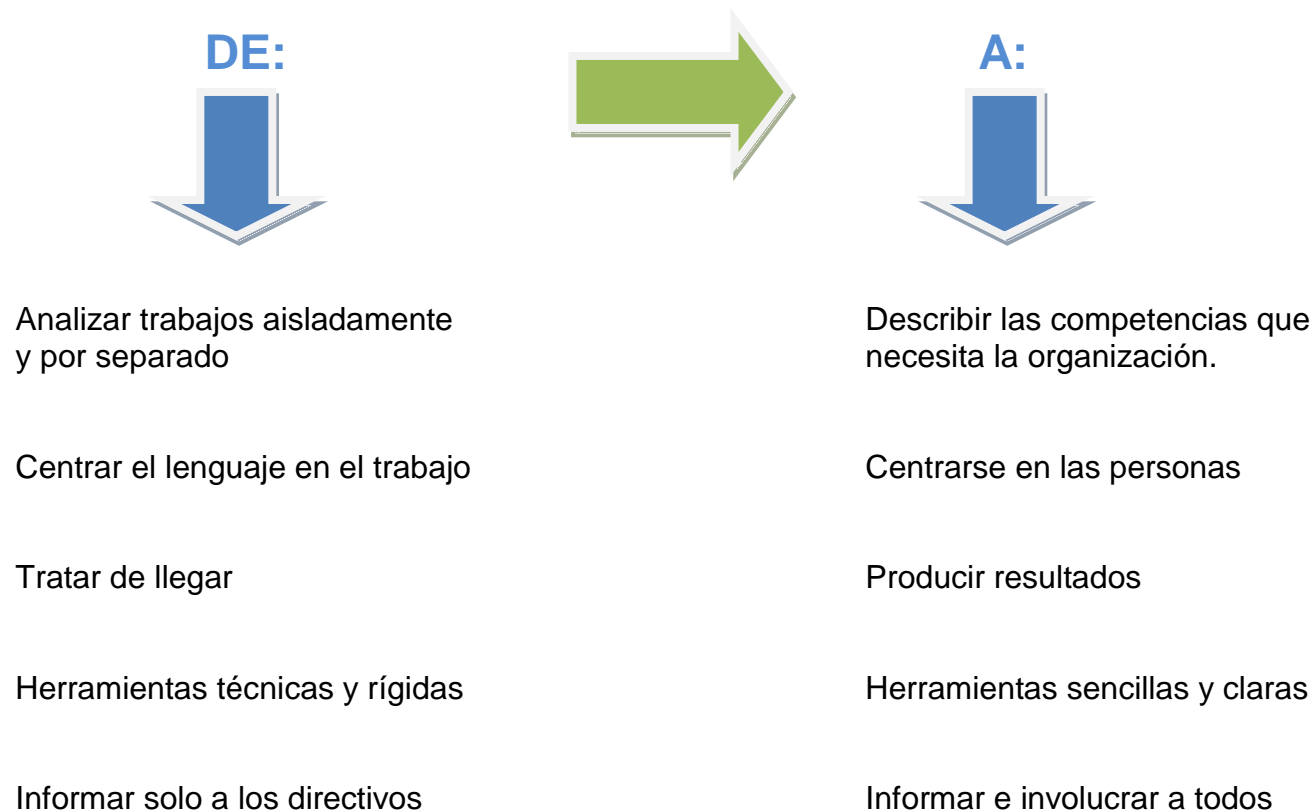 DE:
A:
Analizar trabajos aisladamente
y por separado
Describir las competencias que
necesita la organización.
Centrar el lenguaje en el trabajo
Centrarse en las personas
Tratar de llegar
Producir resultados
Herramientas técnicas y rígidas
Herramientas sencillas y claras
Informar solo a los directivos
Informar e involucrar a todos